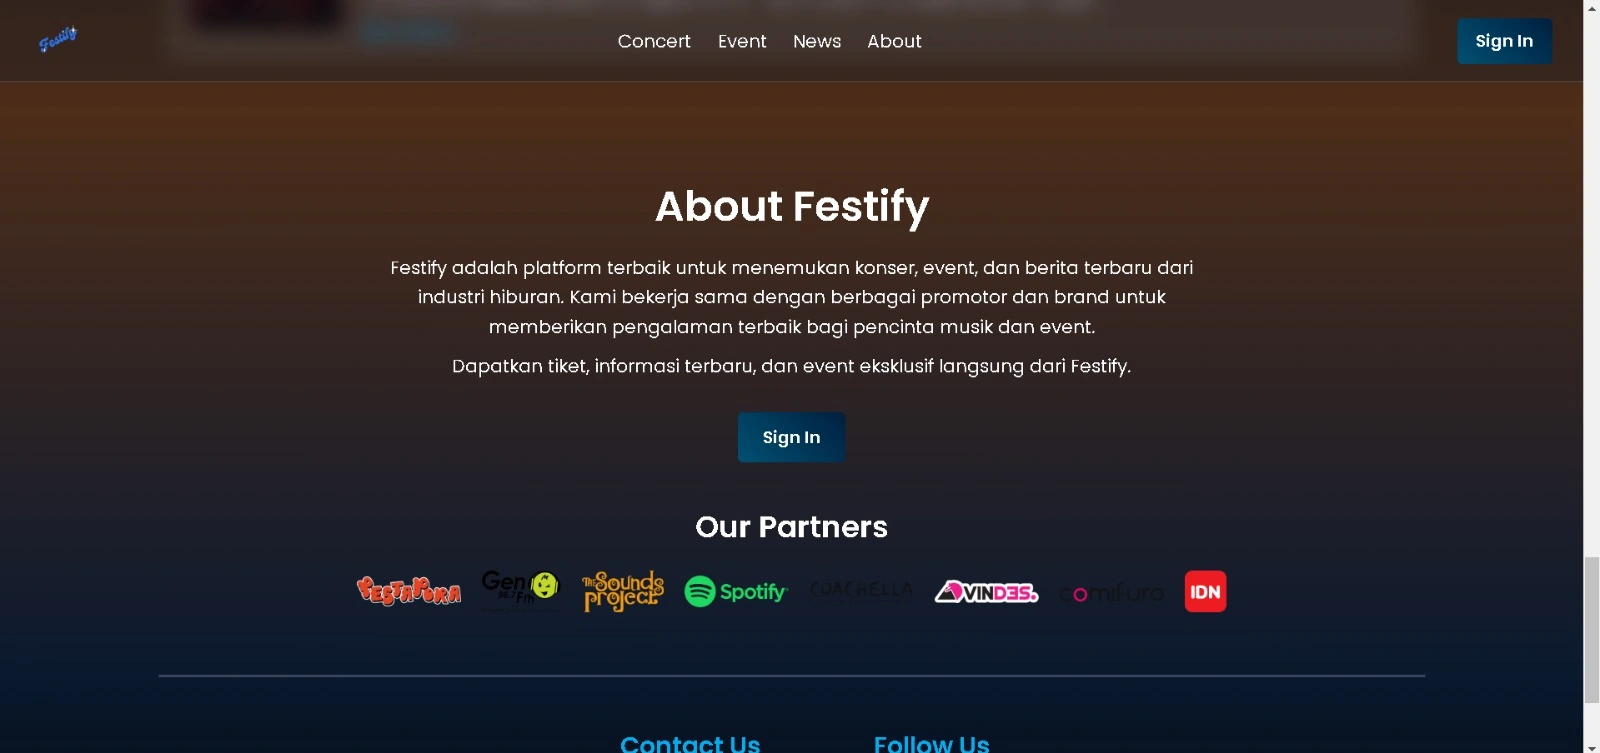 Festify
Concert Event News About
Sign In
About Festify
Festify adalah platform terbaik untuk menemukan konser, event, dan berita terbaru dari
industri hiburan. Kami bekerja sama dengan berbagai promotor dan brand untuk
memberikan pengalaman terbaik bagi pencinta musik dan event.
Dapatkan tiket, informasi terbaru, dan event eksklusif langsung dari Festify.
Sign In
Our Partners
PESTAPORA Gen 98.7 Fm THE Sounds project Spotify COACHELLA VINDES. comifuro IDN
Contact Us Follow Us